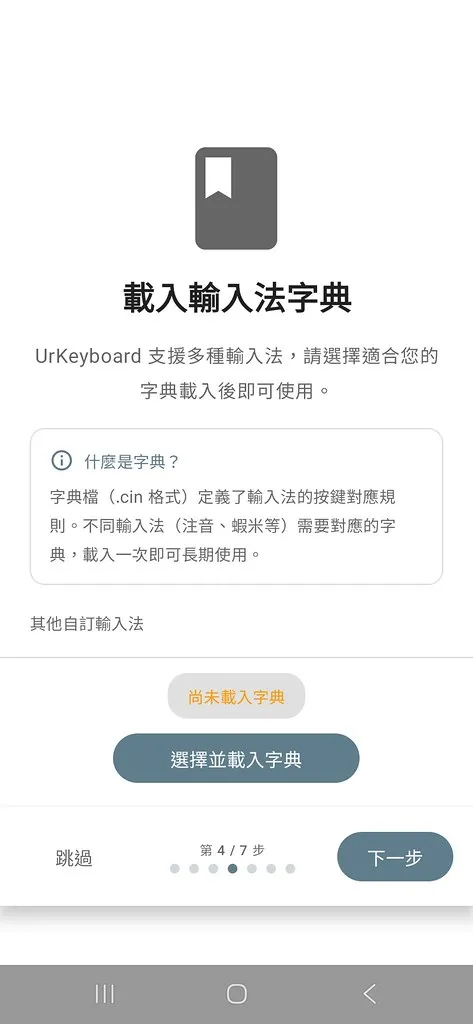 載入輸入法字典
UrKeyboard 支援多種輸入法，請選擇適合您的
字典載入後即可使用。
什麼是字典？
字典檔（.cin 格式）定義了輸入法的按鍵對應規
則。不同輸入法（注音、蝦米等）需要對應的字
典，載入一次即可長期使用。
其他自訂輸入法
尚未載入字典
選擇並載入字典
跳過
第 4 / 7 步
下一步